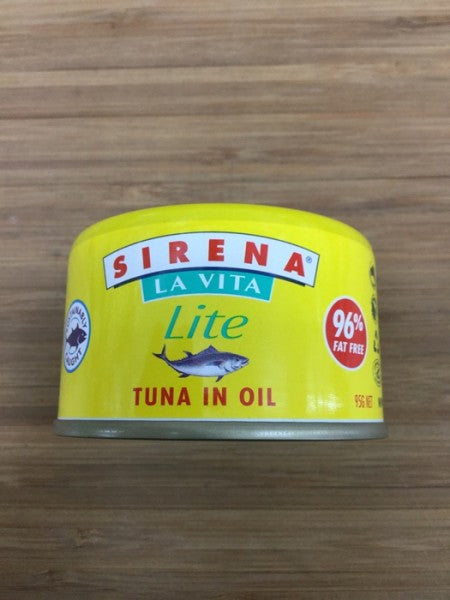 SIRENA®
LA VITA
Lite
TUNA IN OIL
96%
FAT FREE
95G NET